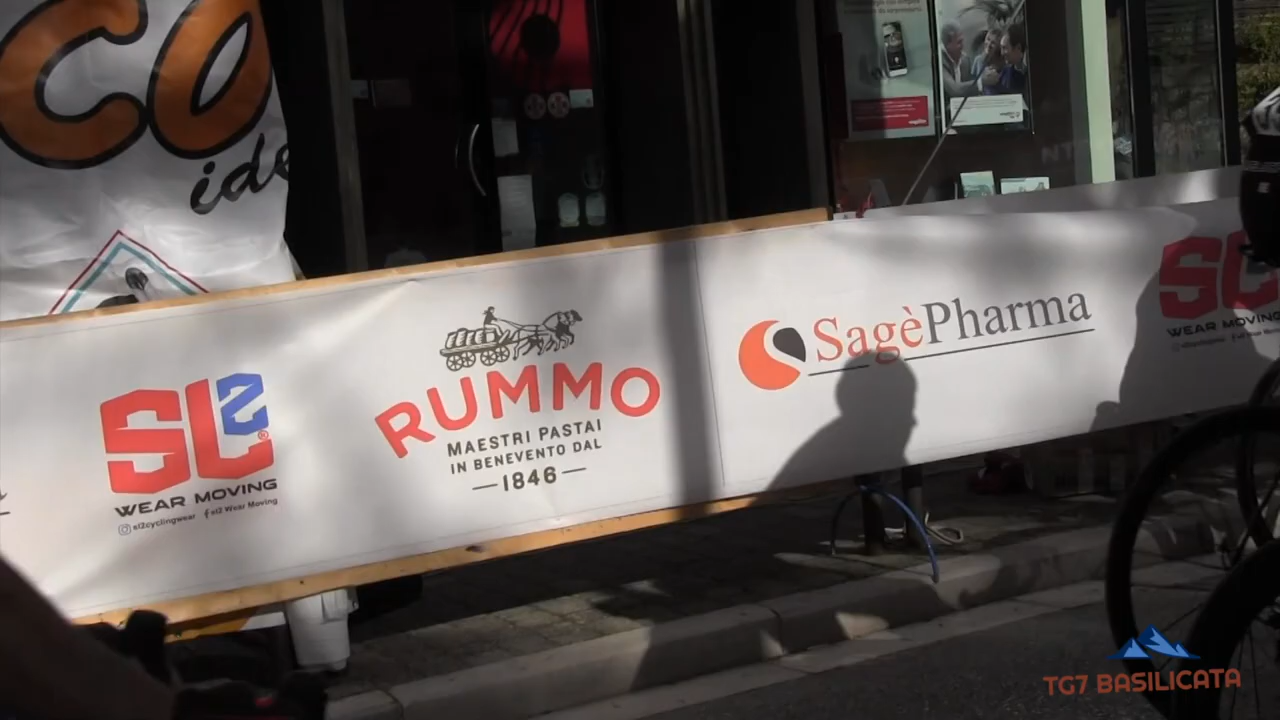 CO
ide
SL2
WEAR MOVING
sl2cyclingwear sl2 Wear Moving
RUMMO
MAESTRI PASTAI
IN BENEVENTO DAL
—1846—
SagèPharma
WEAR MOVING
TG7 BASILICATA